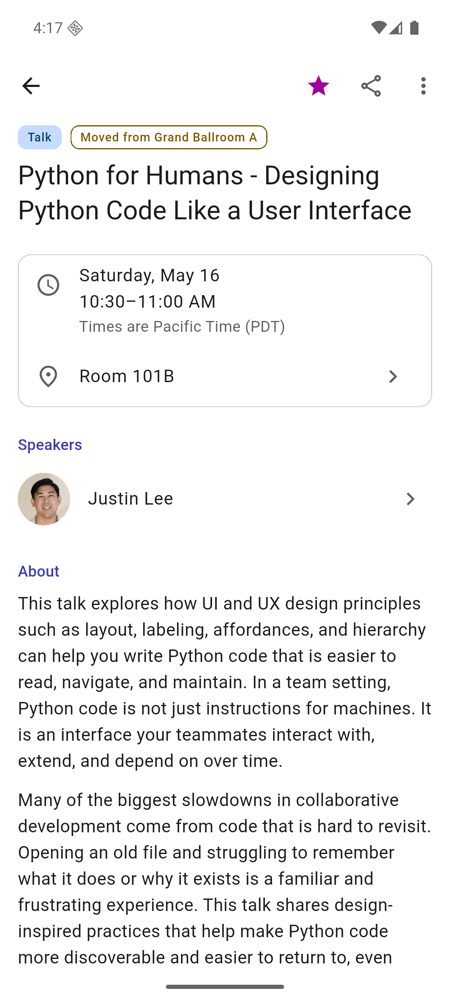 4:17
Talk
Moved from Grand Ballroom A
Python for Humans - Designing
Python Code Like a User Interface
Saturday, May 16
10:30–11:00 AM
Times are Pacific Time (PDT)
Room 101B
Speakers
Justin Lee
About
This talk explores how UI and UX design principles
such as layout, labeling, affordances, and hierarchy
can help you write Python code that is easier to
read, navigate, and maintain. In a team setting,
Python code is not just instructions for machines. It
is an interface your teammates interact with,
extend, and depend on over time.
Many of the biggest slowdowns in collaborative
development come from code that is hard to revisit.
Opening an old file and struggling to remember
what it does or why it exists is a familiar and
frustrating experience. This talk shares design-
inspired practices that help make Python code
more discoverable and easier to return to, even